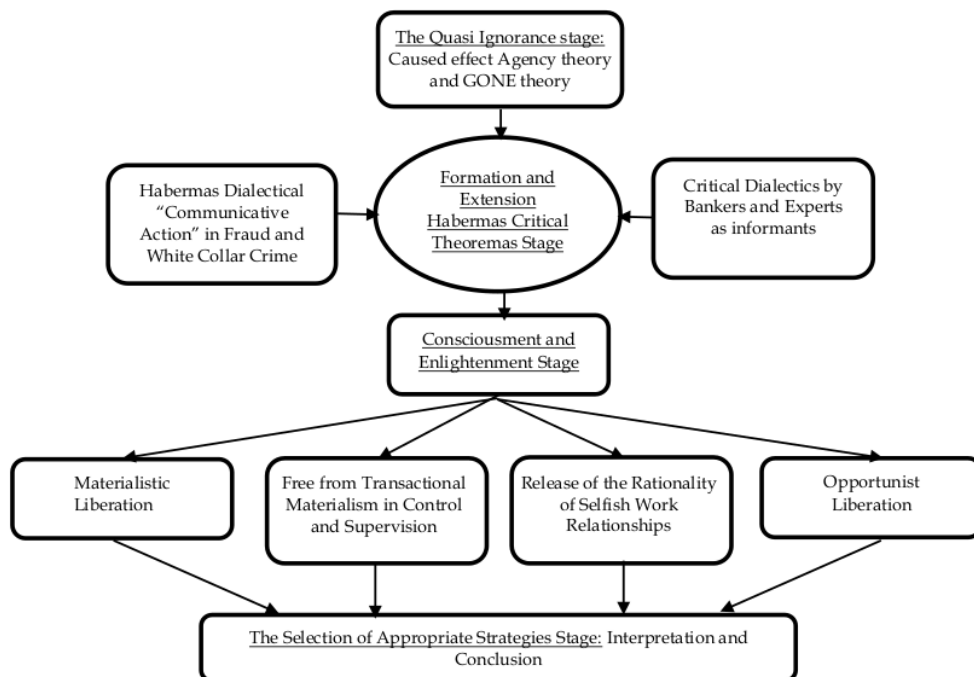 The Quasi Ignorance stage:
Caused effect Agency theory
and GONE theory
Habermas Dialectical
“Communicative
Action” in Fraud and
White Collar Crime
Formation and
Extension
Habermas Critical
Theoremas Stage
Critical Dialectics by
Bankers and Experts
as informants
Consciousment and
Enlightenment Stage
Materialistic
Liberation
Free from Transactional
Materialism in Control
and Supervision
Release of the Rationality
of Selfish Work
Relationships
Opportunist
Liberation
The Selection of Appropriate Strategies Stage: Interpretation and
Conclusion